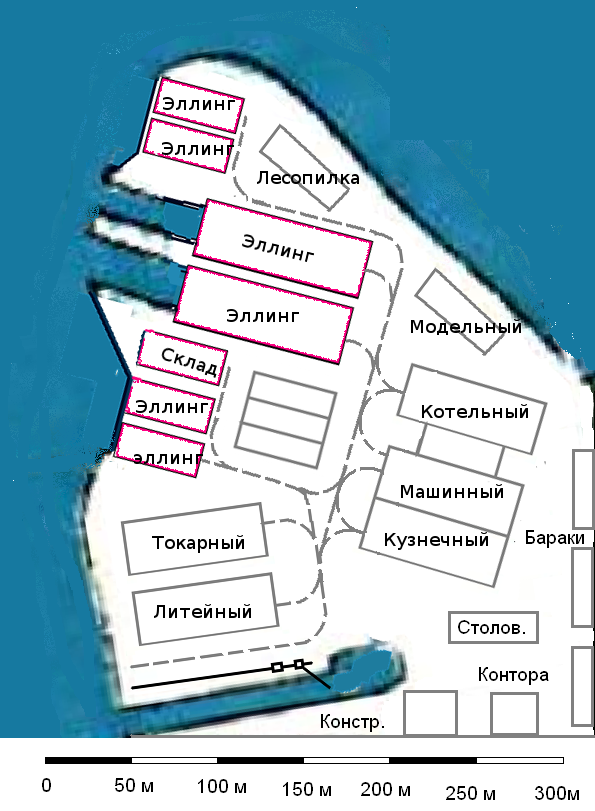 Эллинг
Эллинг
Лесопилка
Эллинг
Эллинг
Модельный
Склад
Эллинг
эллинг
Котельный
Машинный
Кузнечный
Бараки
Токарный
Литейный
Столов.
Контора
Констр.
0 50 м 100 м 150 м 200 м 250 м 300м